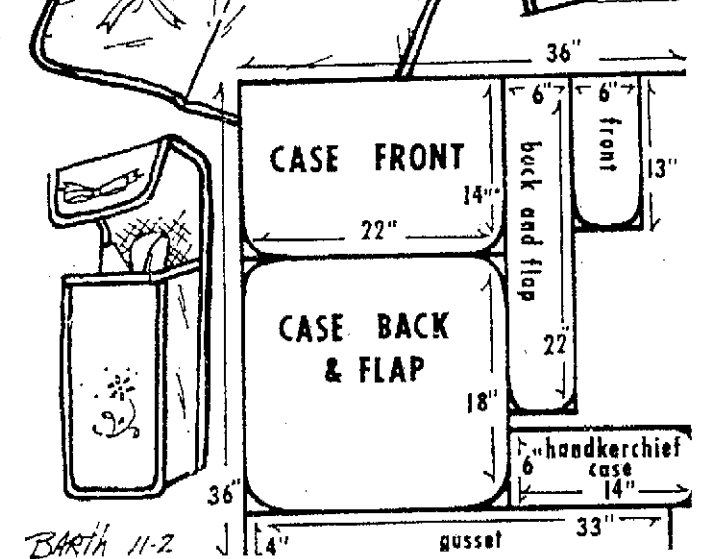 36"
6" 6"
CASE FRONT
14"
22"
back and flap
22"
front
13"
CASE BACK
& FLAP
18"
6" handkerchief
case
14"
36"
33"
4" gusset
BARTH 11-2